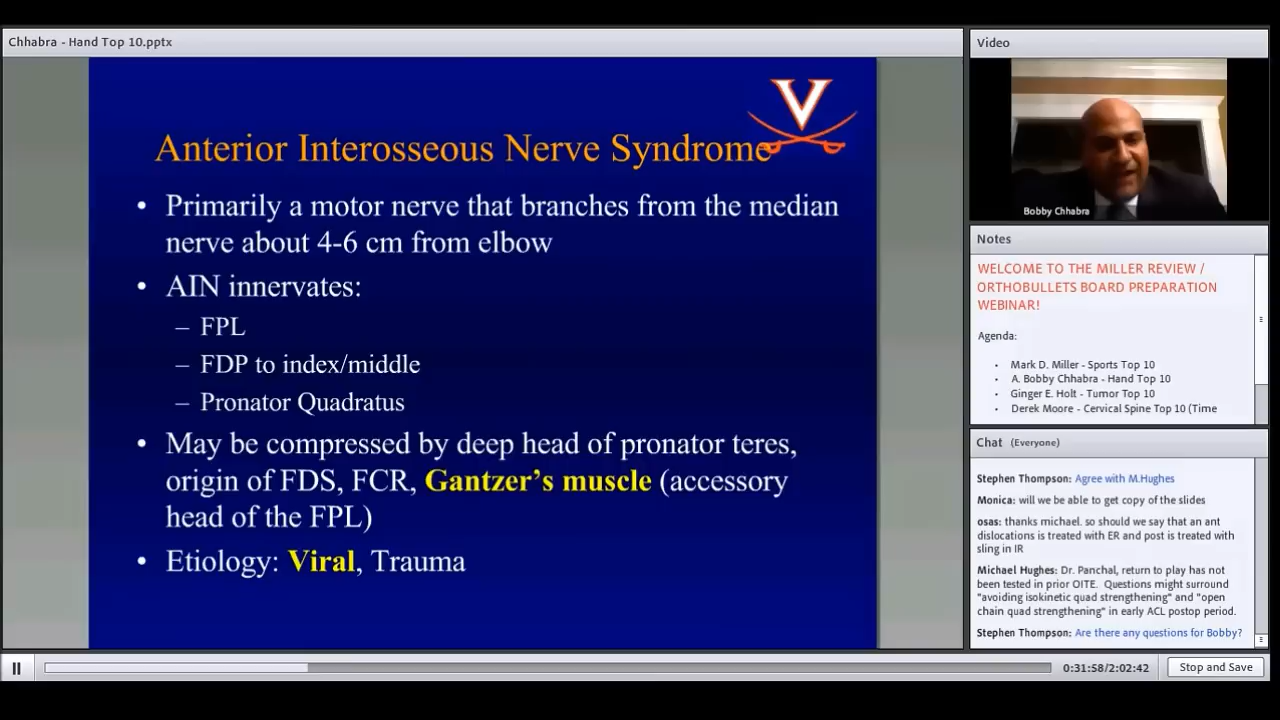 Chhabra - Hand Top 10.pptx
Anterior Interosseous Nerve Syndrome
• Primarily a motor nerve that branches from the median
nerve about 4-6 cm from elbow
• AIN innervates:
– FPL
– FDP to index/middle
– Pronator Quadratus
• May be compressed by deep head of pronator teres,
origin of FDS, FCR, Gantzer's muscle (accessory
head of the FPL)
• Etiology: Viral, Trauma
V
Video
Bobby Chhabra
Notes
WELCOME TO THE MILLER REVIEW /
ORTHOBULLETS BOARD PREPARATION
WEBINAR!
Agenda:
• Mark D. Miller - Sports Top 10
• A. Bobby Chhabra - Hand Top 10
• Ginger E. Holt - Tumor Top 10
• Derek Moore - Cervical Spine Top 10 (Time
Chat (Everyone)
Stephen Thompson: Agree with M.Hughes
Monica: will we be able to get copy of the slides
osas: thanks michael. so should we say that an ant
dislocations is treated with ER and post is treated with
sling in IR
Michael Hughes: Dr. Panchal, return to play has not
been tested in prior OITE. Questions might surround
"avoiding isokinetic quad strengthening" and "open
chain quad strengthening" in early ACL postop period.
Stephen Thompson: Are there any questions for Bobby?
0:31:58/2:02:42
Stop and Save